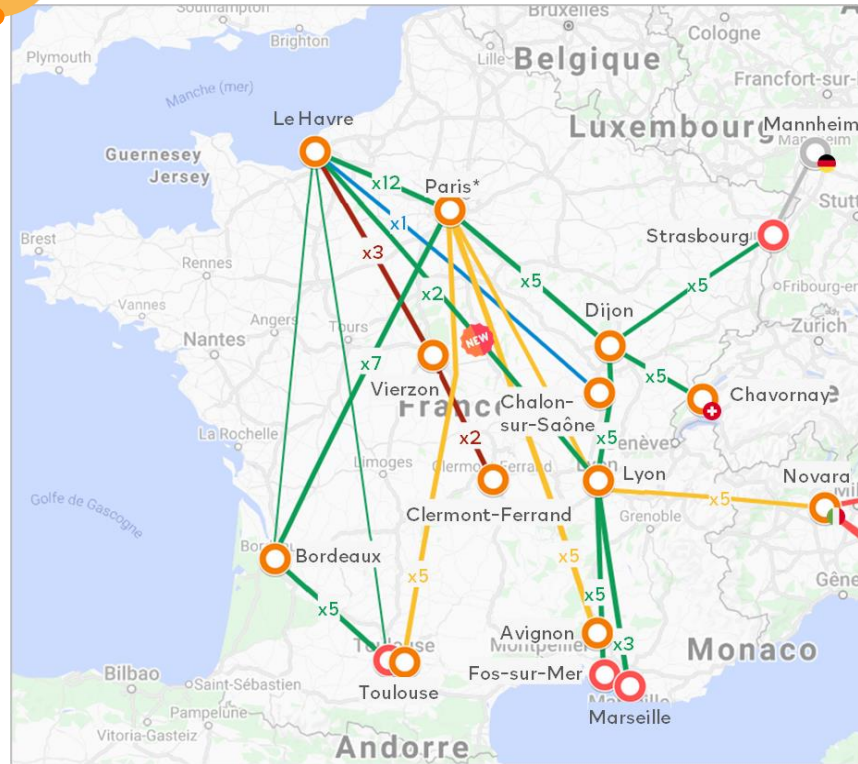 Southampton
Bruxelles
Cologne
Brighton
Lille
Belgique
Plymouth
Francfort-sur-
Manche (mer)
Le Havre
Luxembourg
Mannheim
Guernesey
Jersey
x12
Paris*
x1
Stutt
Brest
x3
Strasbourg
Rennes
x5
x5
x2
Fribourg-en-
Vannes
Angers
Tours
Dijon
Zurich
Nantes
NEW
x7
x5
Vierzon
Chavornay
France
Chalon-
sur-Saône
La Rochelle
x2
x5
Genève
Limoges
Clermont-Ferrand
Lyon
Novara
Golfe de Gascogne
x5
Clermont-Ferrand
Grenoble
Bordeaux
x5
x5
Gêne
x5
x5
Avignon
x3
Toulouse
Montpellier
Monaco
Bilbao
Saint-Sébastien
Fos-sur-Mer
Toulouse
Pampelune
Marseille
Vitoria-Gasteiz
Andorre